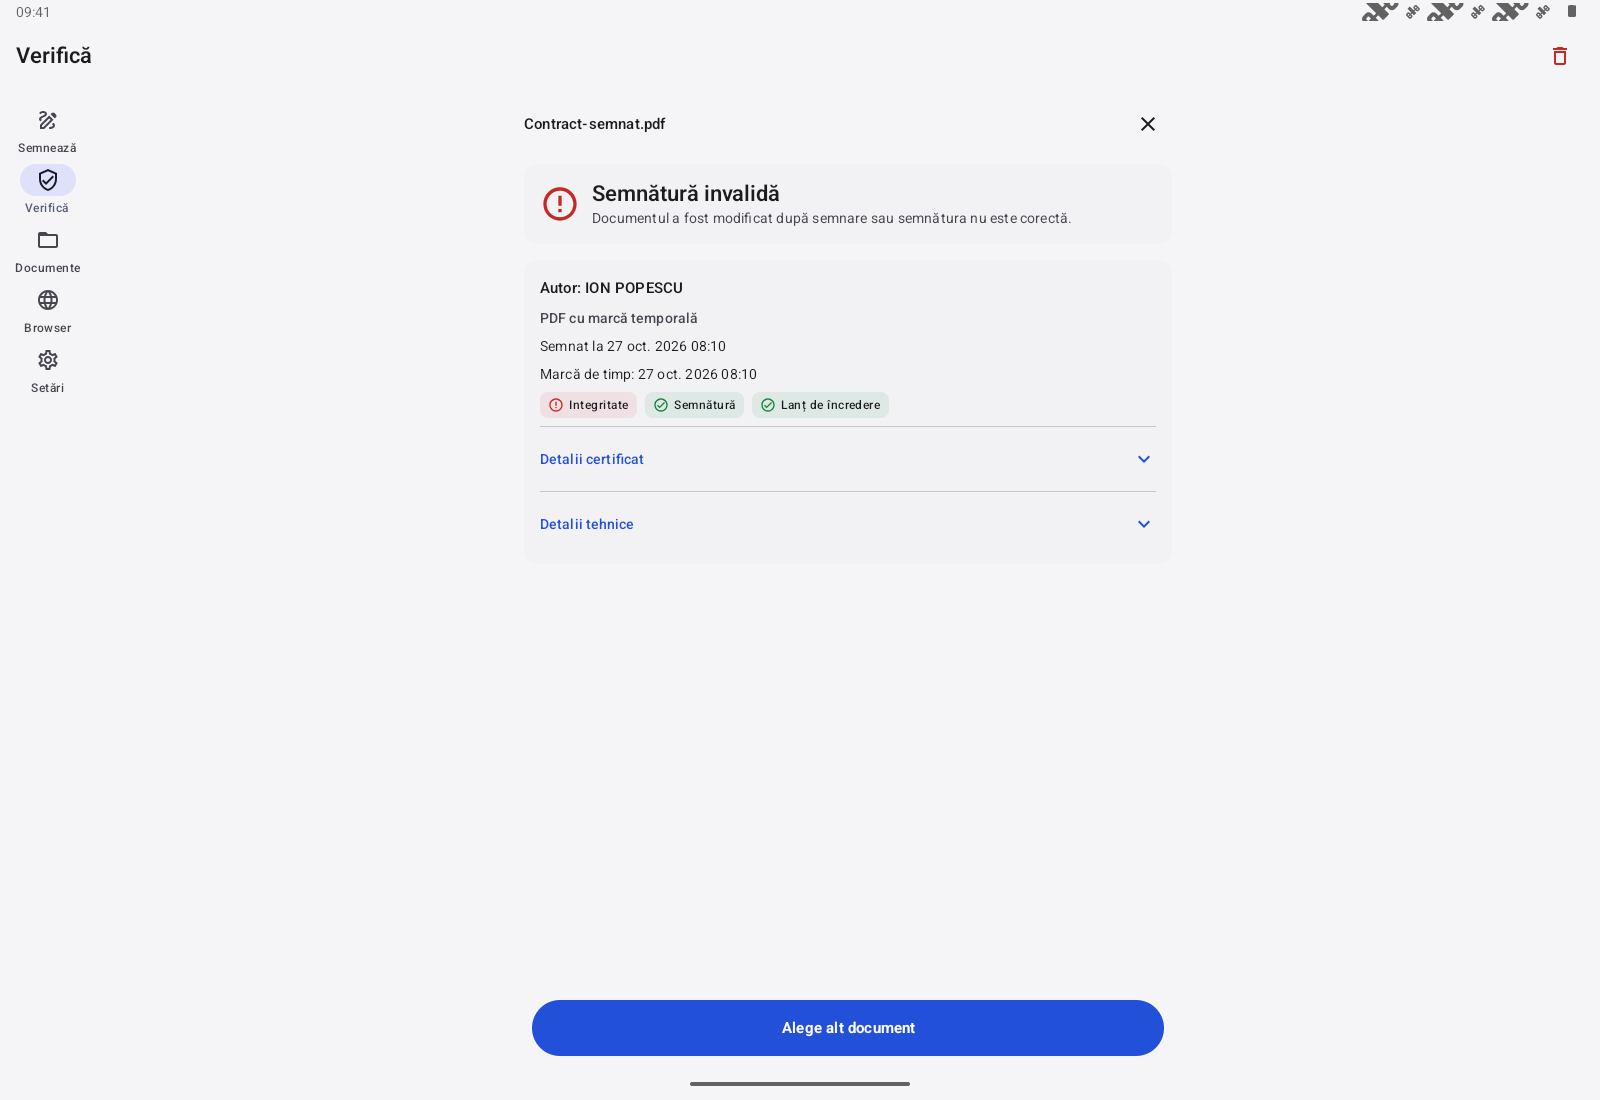 09:41
Verifică
Semnează
Verifică
Documente
Browser
Setări
Contract-semnat.pdf
Semnătură invalidă
Documentul a fost modificat după semnare sau semnătura nu este corectă.
Autor: ION POPESCU
PDF cu marcă temporală
Semnat la 27 oct. 2026 08:10
Marcă de timp: 27 oct. 2026 08:10
Integritate
Semnătură
Lanț de încredere
Detalii certificat
Detalii tehnice
Alege alt document